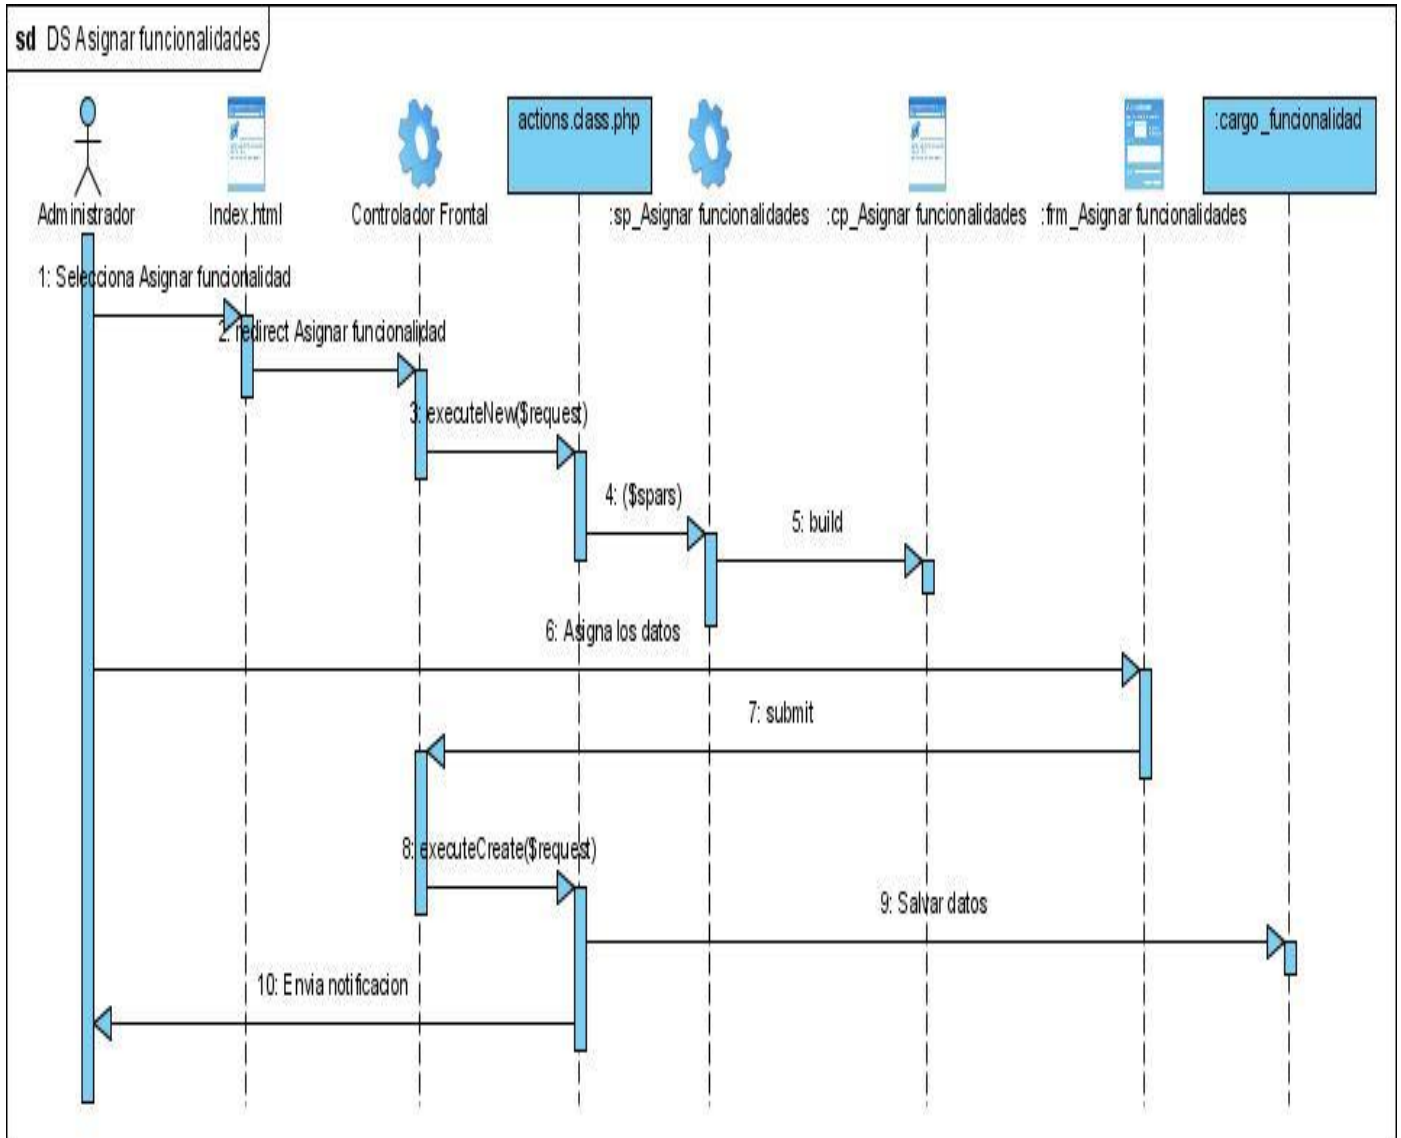 sd DS Asignar funcionalidades
actions.class.php
:cargo_funcionalidad
Administrador
Index.html
Controlador Frontal
:sp_Asignar funcionalidades
:cp_Asignar funcionalidades
:frm_Asignar funcionalidades
1: Selecciona Asignar funcionalidad
2: redirect Asignar funcionalidad
3: executeNew($request)
4: ($spars)
5: build
6: Asigna los datos
7: submit
8: executeCreate($request)
9: Salvar datos
10: Envia notificacion